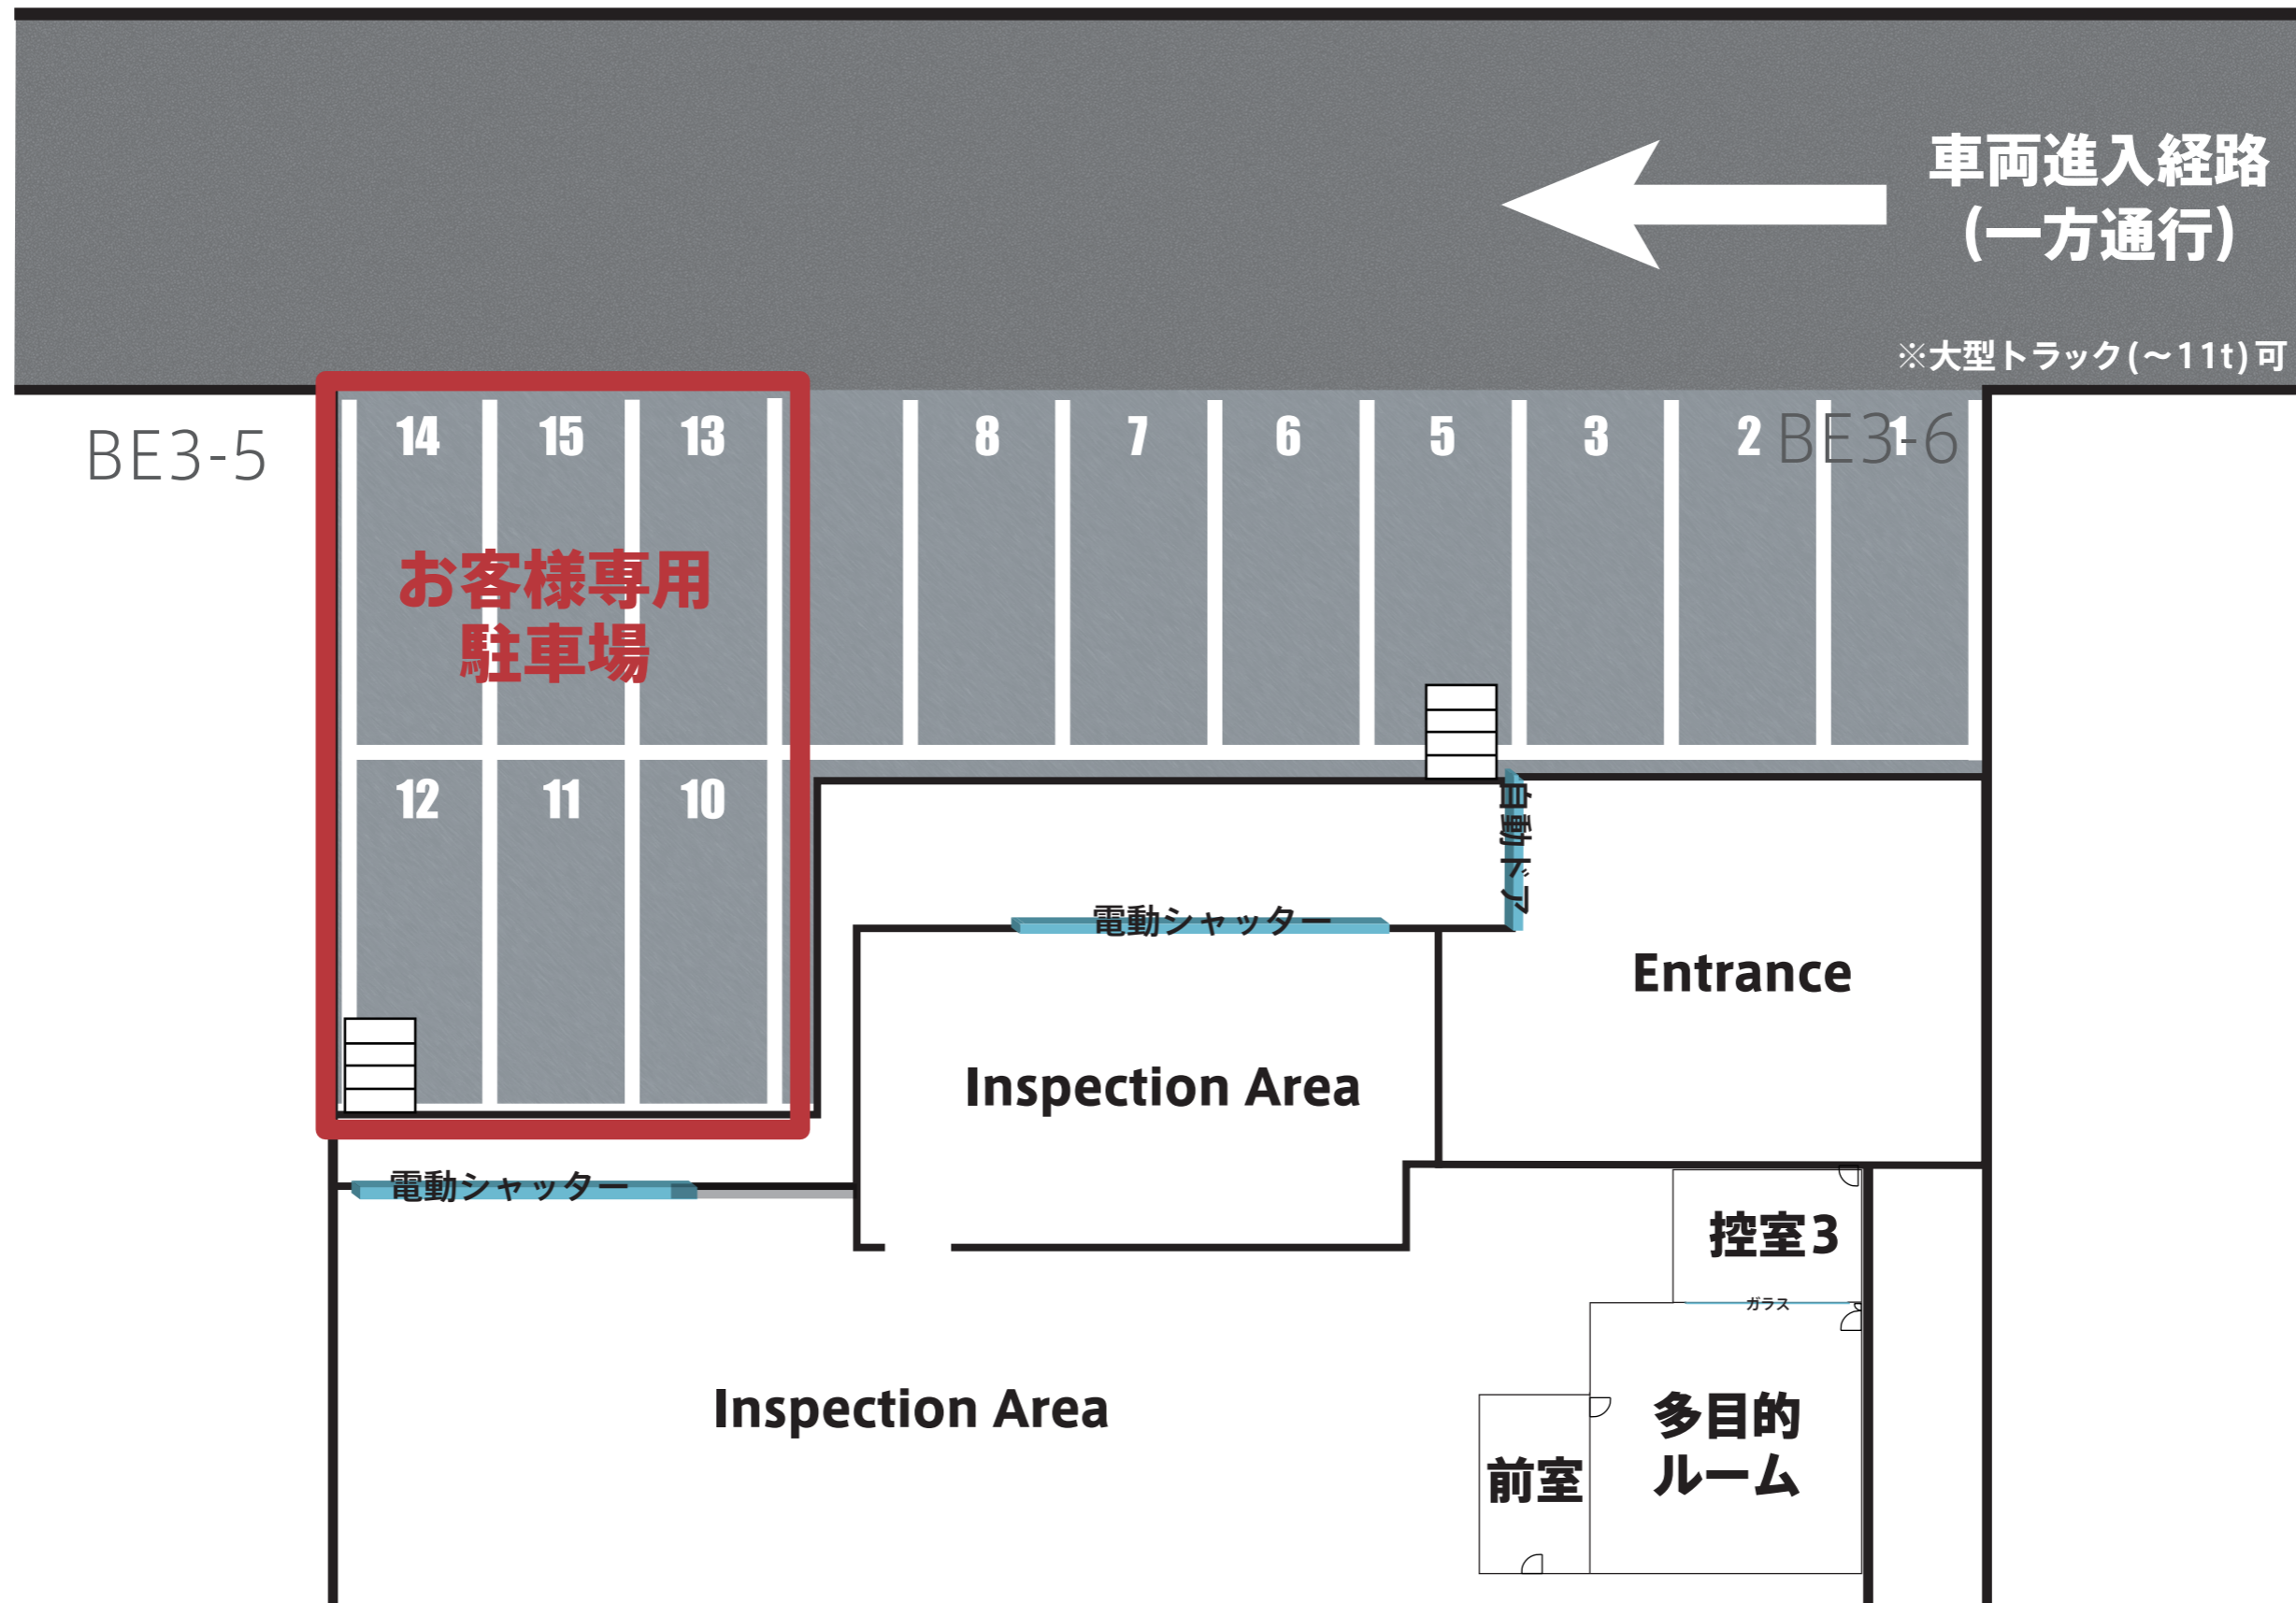 車両進入経路
(一方通行)
※大型トラック(～11t)可
BE3-5
14 15 13 8 7 6 5 3 2 1
BE3-6
お客様専用
駐車場
12 11 10
自動ドア
電動シャッター
Entrance
Inspection Area
電動シャッター
控室3
ガラス
Inspection Area
多目的
ルーム
前室